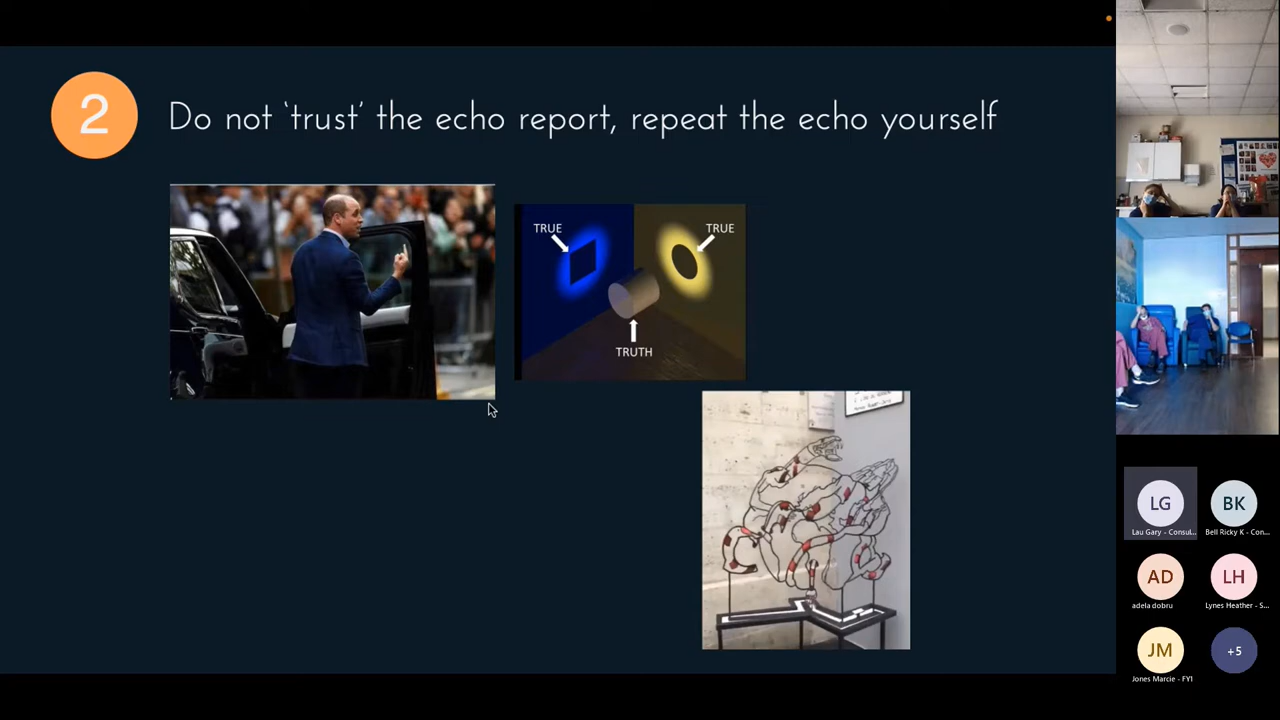 2
Do not ‘trust’ the echo report, repeat the echo yourself
TRUE
TRUE
TRUTH
LG
Lau Gary - Consul...
BK
Bell Ricky K - Con...
AD
adela dobru
LH
Lynes Heather - S...
JM
Jones Marcie - FY1
+5